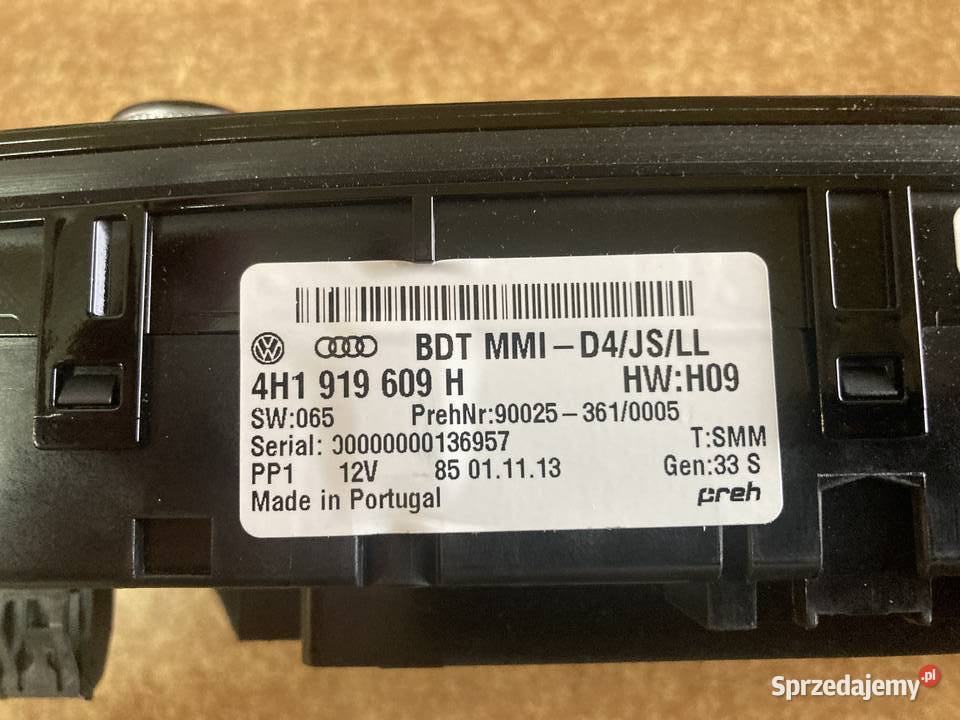 BDT MMI-D4/JS/LL
4H1 919 609 H HW:H09
SW:065 PrehNr:90025-361/0005
Serial: 00000000136957 T:SMM
PP1 12V 85 01.11.13 Gen:33 S
Made in Portugal preh
Sprzedajemy.pl